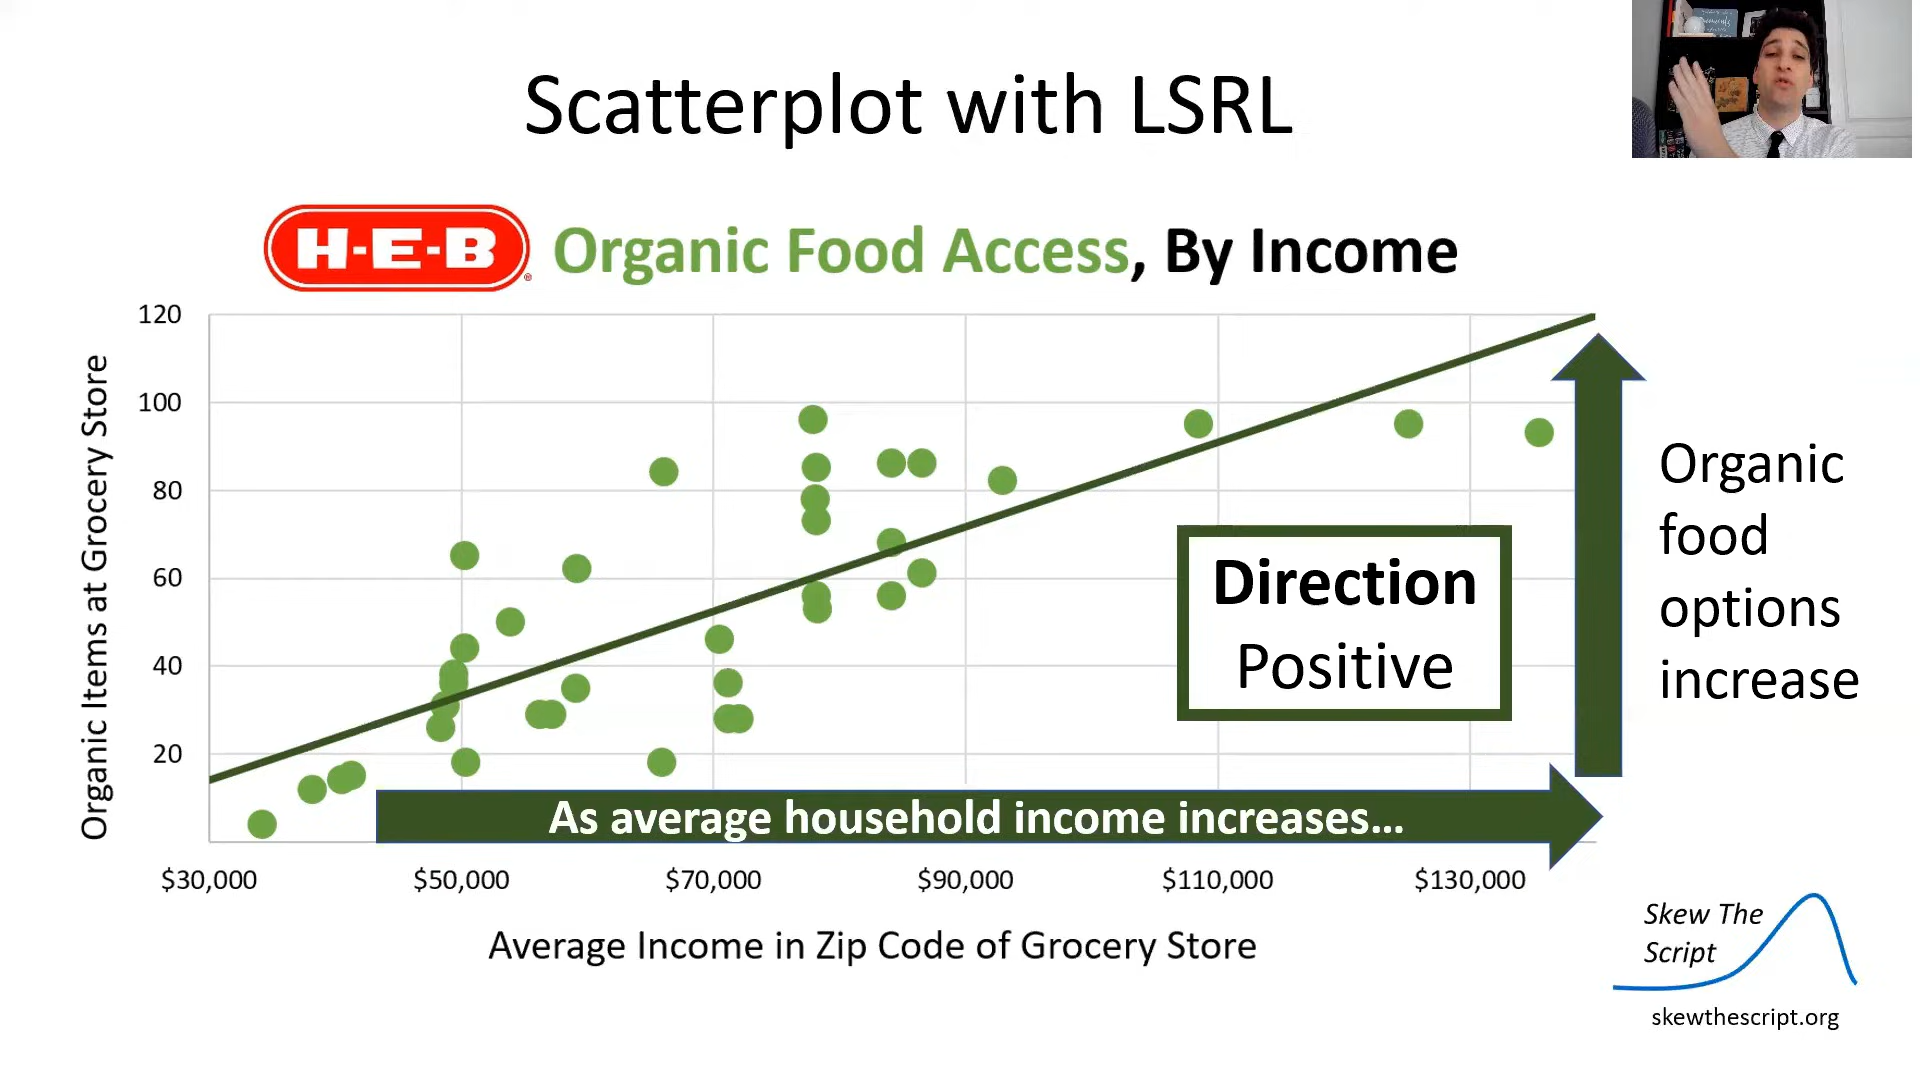 Scatterplot with LSRL
H-E-B
Organic Food Access, By Income
Organic Items at Grocery Store
120
100
80
60
40
20
Direction
Positive
Organic
food
options
increase
As average household income increases...
$30,000
$50,000
$70,000
$90,000
$110,000
$130,000
Average Income in Zip Code of Grocery Store
Skew The
Script
skewthescript.org